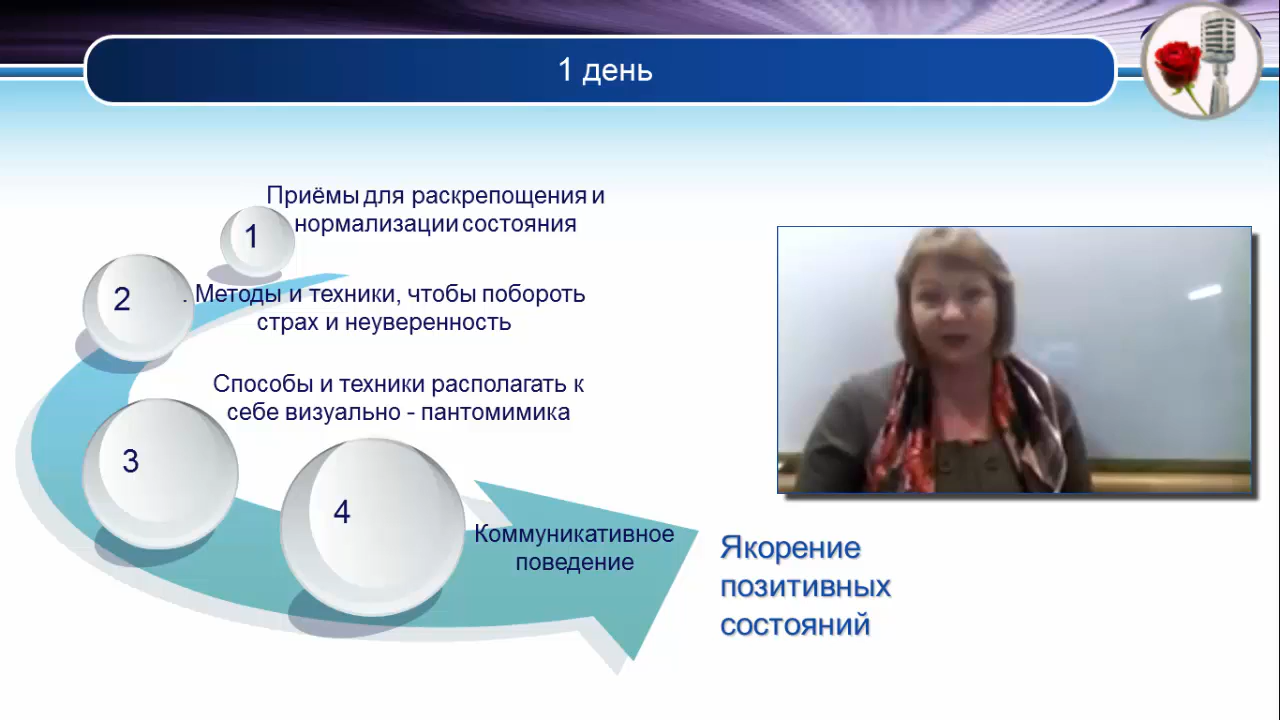 1 день
Приёмы для раскрепощения и
нормализации состояния
1
2
. Методы и техники, чтобы побороть
страх и неуверенность
Способы и техники располагать к
себе визуально - пантомимика
3
4
Коммуникативное
поведение
Якорение
позитивных
состояний